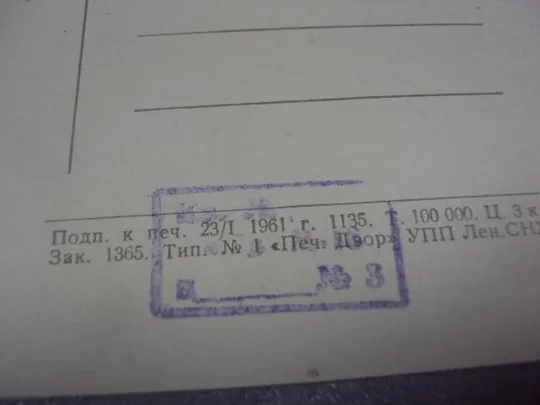 Подп. к печ. 23/I 1961 г. 1135. Т. 100 000. Ц. 3 к
Зак. 1365. Тип. № 1 «Печ. Двор» УПП Лен.СНХ
№ 3